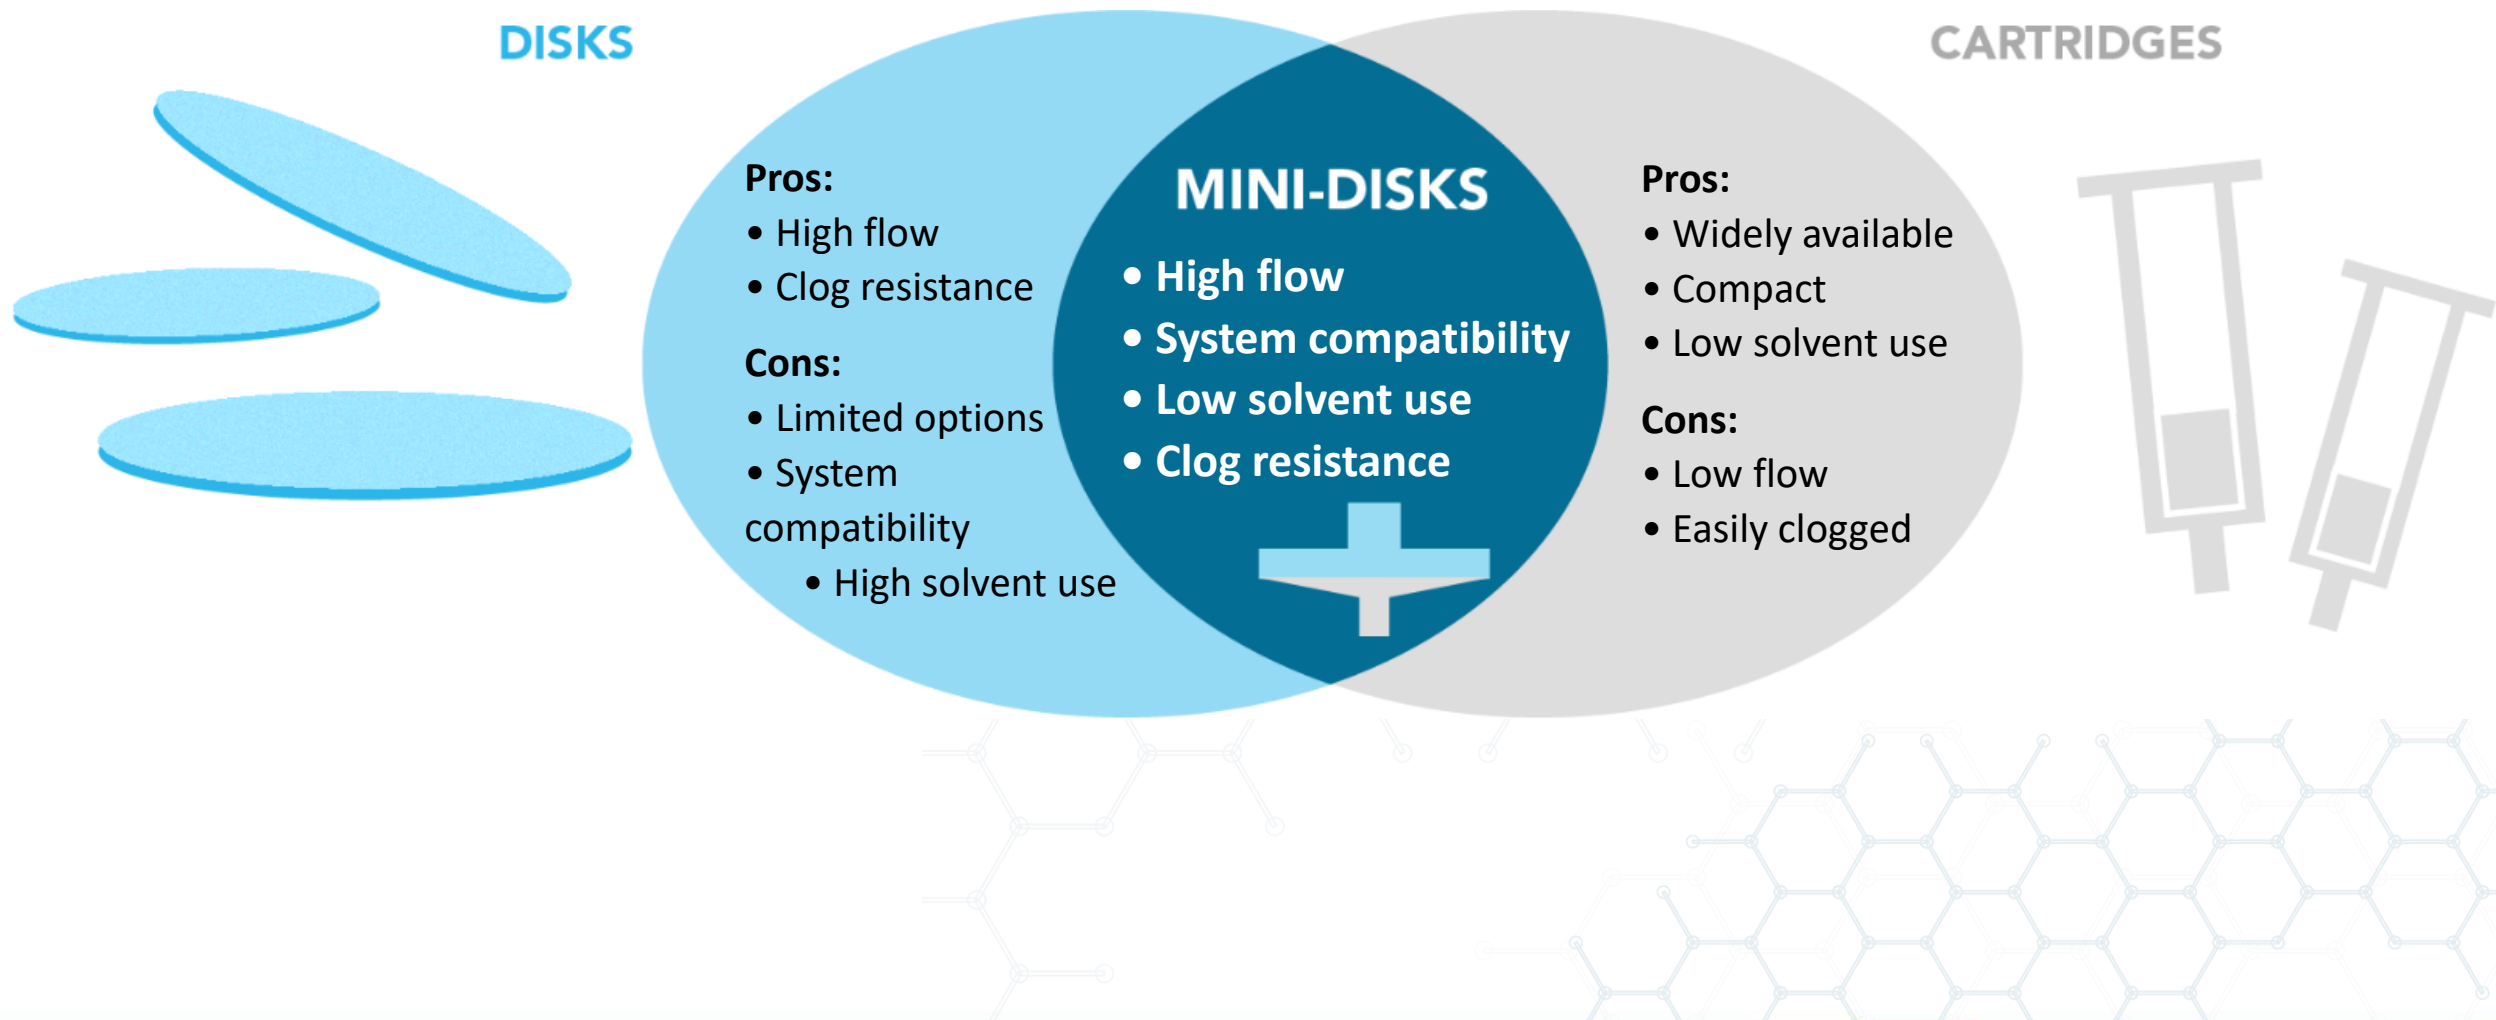 DISKS
CARTRIDGES
Pros:
• High flow
• Clog resistance
Cons:
• Limited options
• System
compatibility
• High solvent use
MINI-DISKS
• High flow
• System compatibility
• Low solvent use
• Clog resistance
Pros:
• Widely available
• Compact
• Low solvent use
Cons:
• Low flow
• Easily clogged